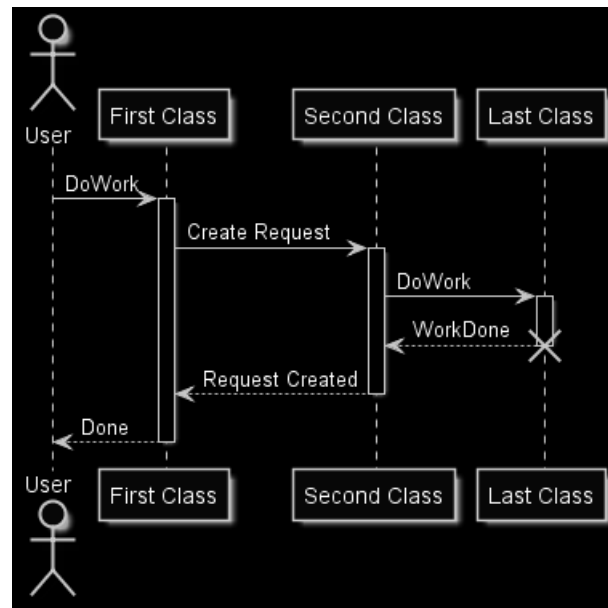 User
First Class
Second Class
Last Class
DoWork
Create Request
DoWork
WorkDone
Request Created
Done
User
First Class
Second Class
Last Class